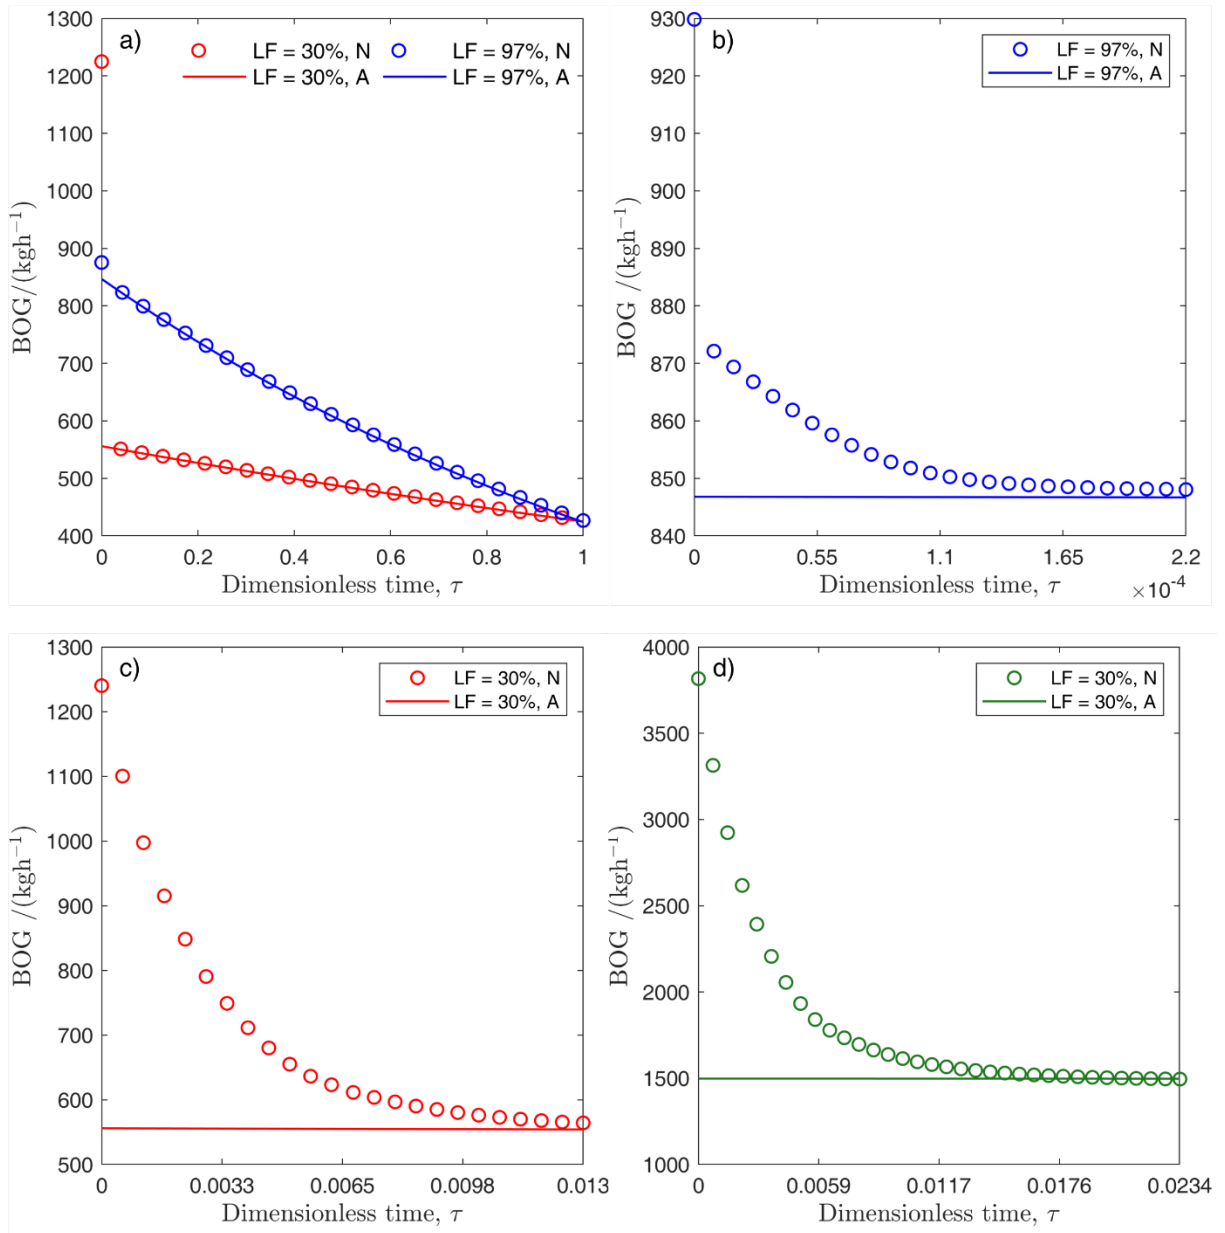 a)
LF = 30%, N
LF = 97%, N
LF = 30%, A
LF = 97%, A
1300
1200
1100
1000
900
800
700
600
500
400
BOG/(kgh⁻¹)
0
0.2
0.4
0.6
0.8
1
Dimensionless time, τ
b)
LF = 97%, N
LF = 97%, A
930
920
910
900
890
880
870
860
850
840
BOG /(kgh⁻¹)
0
0.55
1.1
1.65
2.2
×10⁻⁴
Dimensionless time, τ
c)
LF = 30%, N
LF = 30%, A
1300
1200
1100
1000
900
800
700
600
500
BOG /(kgh⁻¹)
0
0.0033
0.0065
0.0098
0.013
Dimensionless time, τ
d)
LF = 30%, N
LF = 30%, A
4000
3500
3000
2500
2000
1500
1000
BOG /(kgh⁻¹)
0
0.0059
0.0117
0.0176
0.0234
Dimensionless time, τ